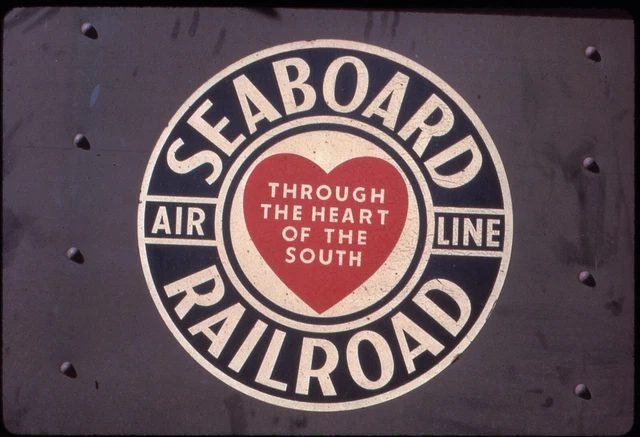 SEABOARD
AIR LINE
RAILROAD
THROUGH
THE HEART
OF THE
SOUTH